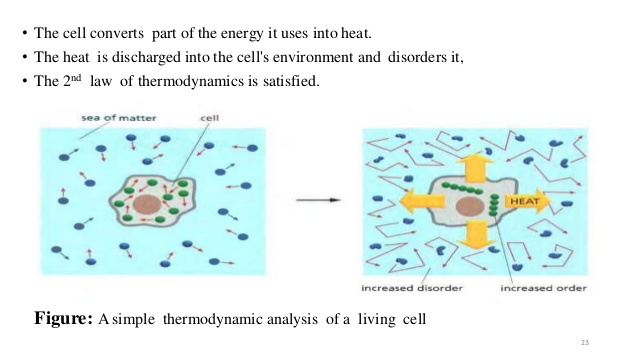 • The cell converts part of the energy it uses into heat.
• The heat is discharged into the cell's environment and disorders it,
• The 2nd law of thermodynamics is satisfied.
sea of matter
cell
HEAT
increased disorder
increased order
Figure: A simple thermodynamic analysis of a living cell
23